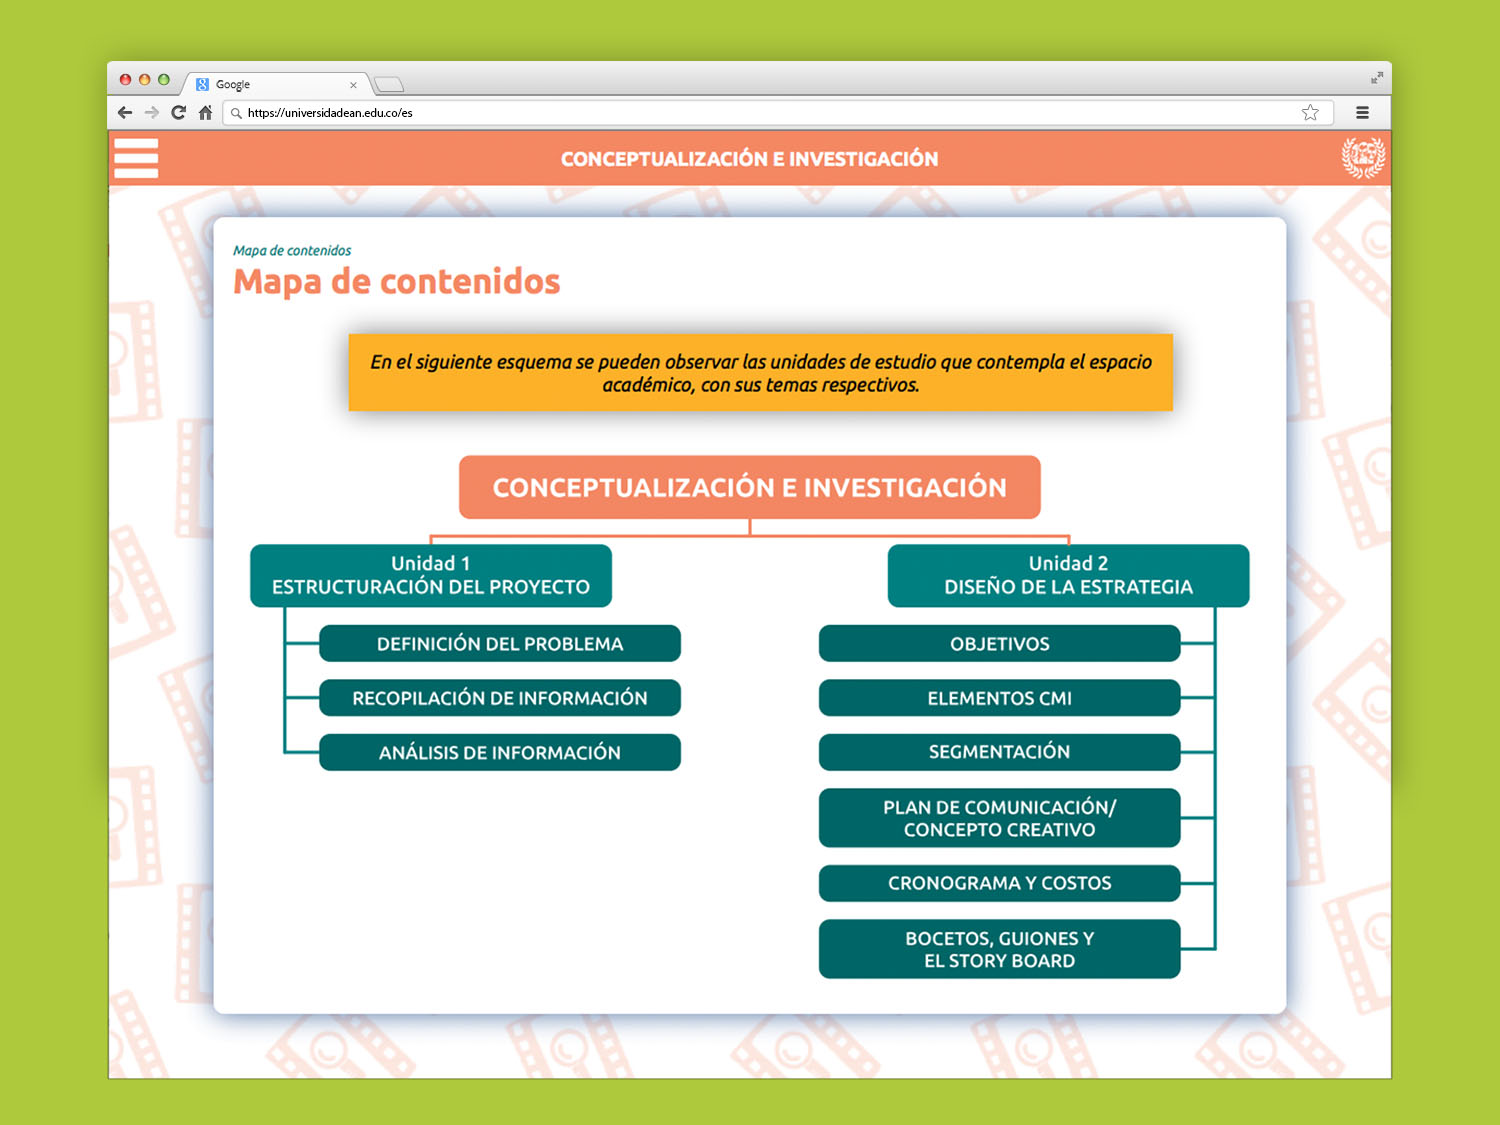 Google
https://universidadean.edu.co/es
CONCEPTUALIZACIÓN E INVESTIGACIÓN
Mapa de contenidos
Mapa de contenidos
En el siguiente esquema se pueden observar las unidades de estudio que contempla el espacio
académico, con sus temas respectivos.
CONCEPTUALIZACIÓN E INVESTIGACIÓN
Unidad 1
ESTRUCTURACIÓN DEL PROYECTO
DEFINICIÓN DEL PROBLEMA
RECOPILACIÓN DE INFORMACIÓN
ANÁLISIS DE INFORMACIÓN
Unidad 2
DISEÑO DE LA ESTRATEGIA
OBJETIVOS
ELEMENTOS CMI
SEGMENTACIÓN
PLAN DE COMUNICACIÓN/
CONCEPTO CREATIVO
CRONOGRAMA Y COSTOS
BOCETOS, GUIONES Y
EL STORY BOARD